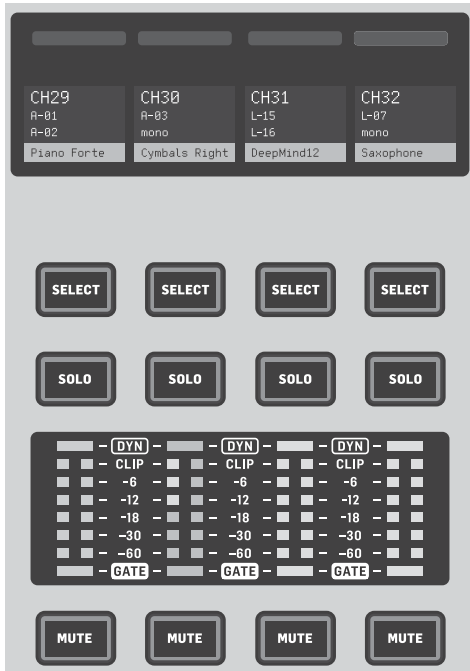 CH29 CH30 CH31 CH32
A-01 A-03 L-15 L-07
A-02 mono L-16 mono
Piano Forte Cymbals Right DeepMind12 Saxophone
SELECT SELECT SELECT SELECT
SOLO SOLO SOLO SOLO
DYN DYN DYN
CLIP CLIP CLIP
-6 -6 -6
-12 -12 -12
-18 -18 -18
-30 -30 -30
-60 -60 -60
GATE GATE GATE
MUTE MUTE MUTE MUTE